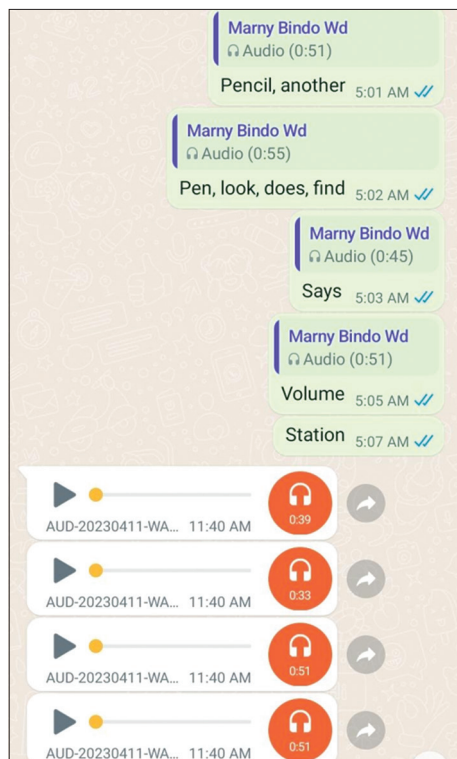 Marny Bindo Wd
Audio (0:51)
Pencil, another 5:01 AM
Marny Bindo Wd
Audio (0:55)
Pen, look, does, find 5:02 AM
Marny Bindo Wd
Audio (0:45)
Says 5:03 AM
Marny Bindo Wd
Audio (0:51)
Volume 5:05 AM
Station 5:07 AM
0:39
AUD-20230411-WA... 11:40 AM
0:33
AUD-20230411-WA... 11:40 AM
0:51
AUD-20230411-WA... 11:40 AM
0:51
AUD-20230411-WA... 11:40 AM